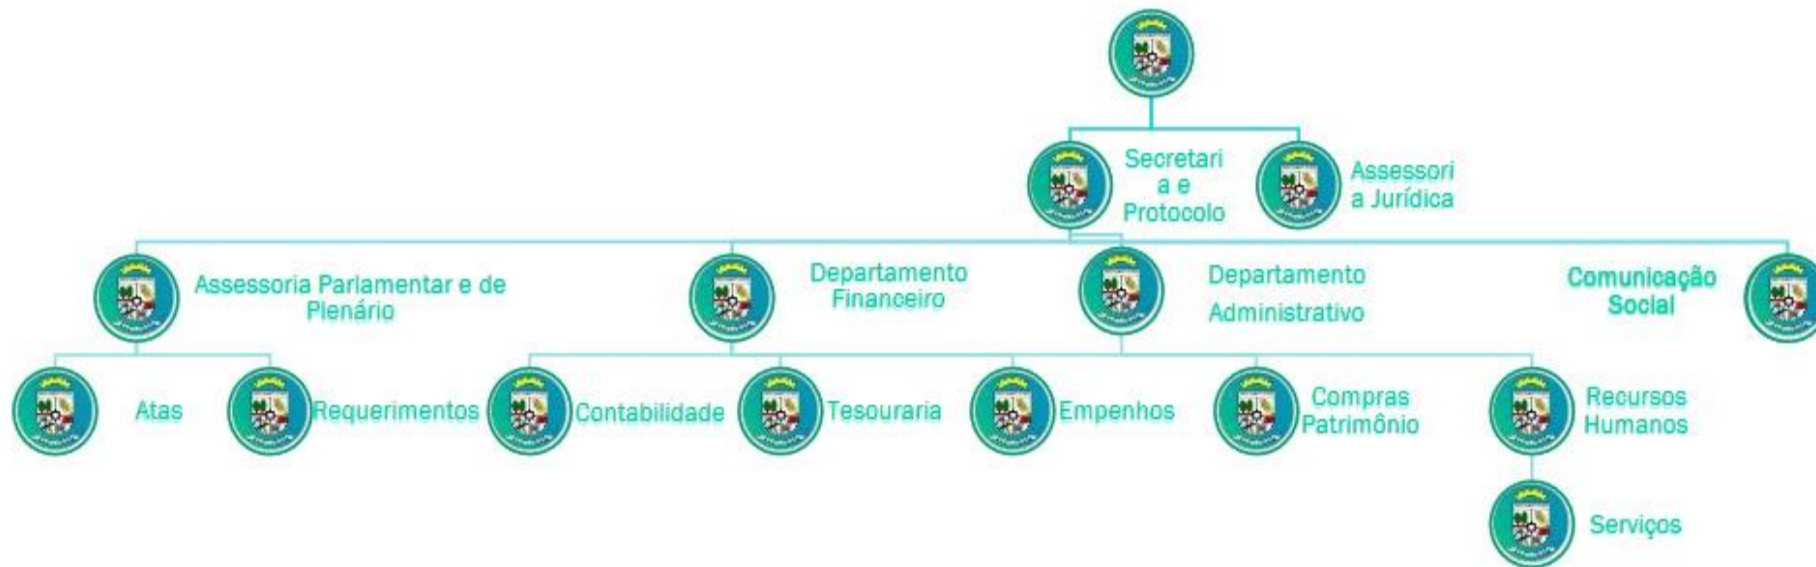 Secretari
a e
Protocolo
Assessori
a Jurídica
Assessoria Parlamentar e de
Plenário
Departamento
Financeiro
Departamento
Administrativo
Comunicação
Social
Atas
Requerimentos
Contabilidade
Tesouraria
Empenhos
Compras
Patrimônio
Recursos
Humanos
Serviços